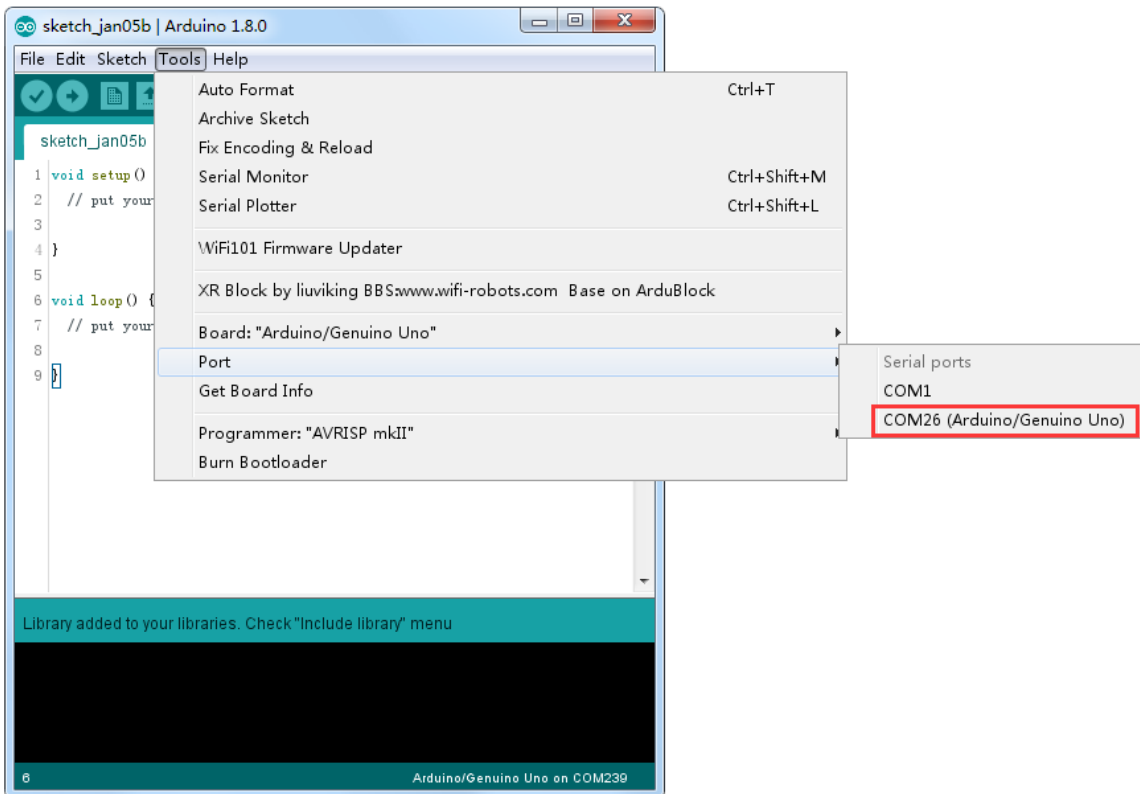 sketch_jan05b | Arduino 1.8.0
File Edit Sketch Tools Help
Auto Format Ctrl+T
Archive Sketch
Fix Encoding & Reload
Serial Monitor Ctrl+Shift+M
Serial Plotter Ctrl+Shift+L
WiFi101 Firmware Updater
XR Block by liuviking BBS:www.wifi-robots.com Base on ArduBlock
Board: "Arduino/Genuino Uno"
Port
Get Board Info
Programmer: "AVRISP mkII"
Burn Bootloader
Serial ports
COM1
COM26 (Arduino/Genuino Uno)
sketch_jan05b
1 void setup()
2 // put your
3
4 }
5
6 void loop() {
7 // put your
8
9 }
Library added to your libraries. Check "Include library" menu
6 Arduino/Genuino Uno on COM239